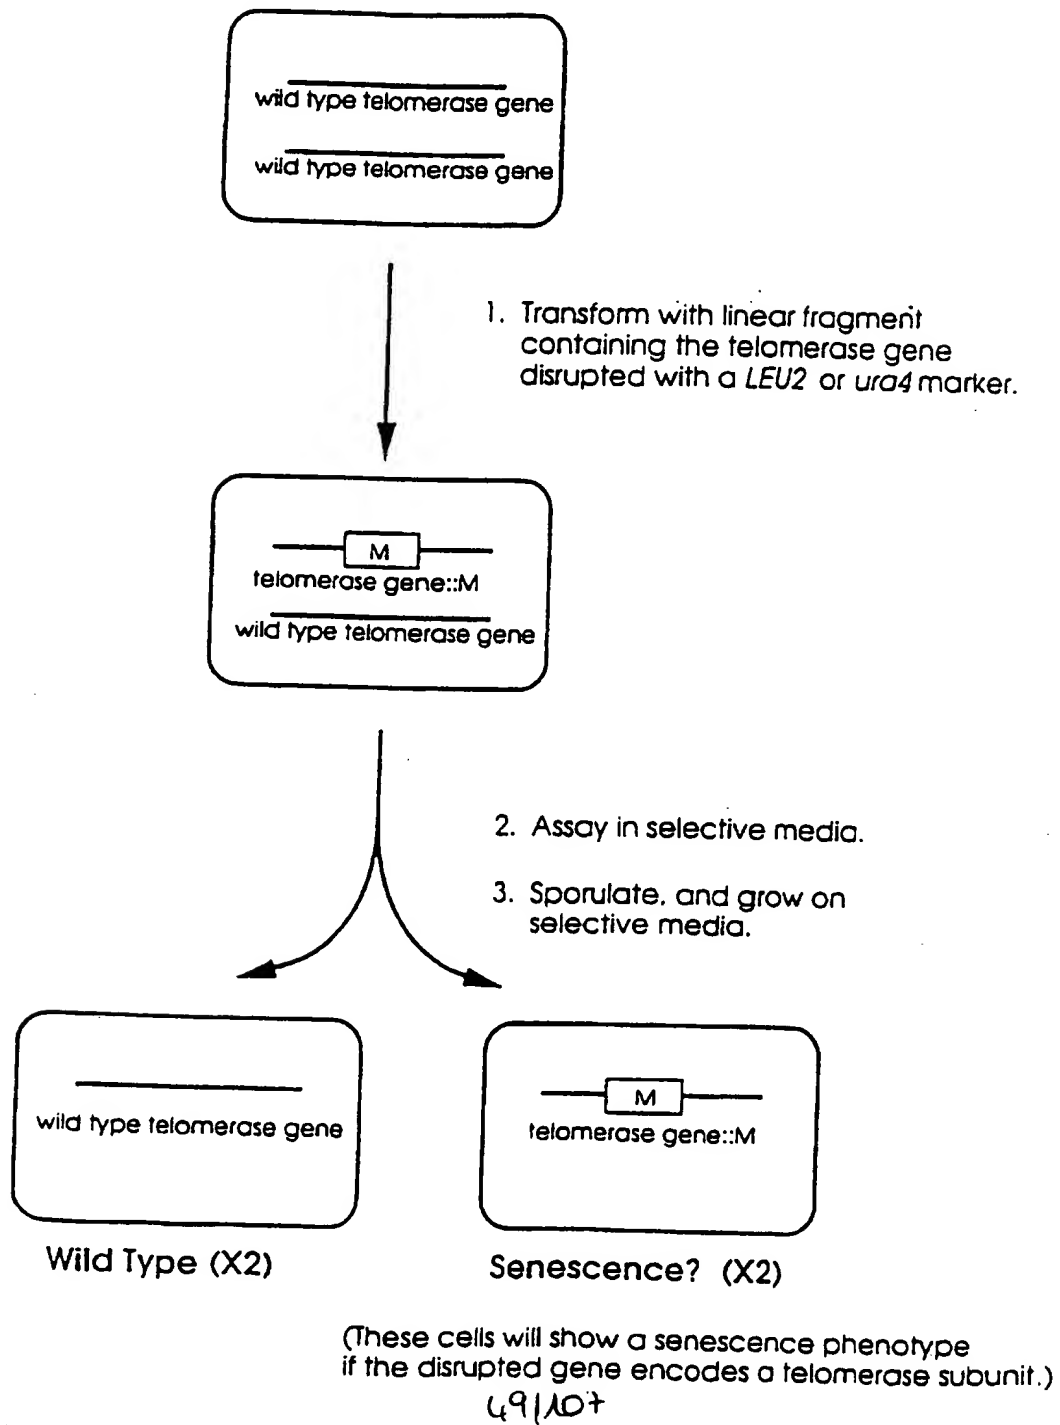 wild type telomerase gene
wild type telomerase gene
1. Transform with linear fragment
containing the telomerase gene
disrupted with a LEU2 or ura4 marker.
M
telomerase gene::M
wild type telomerase gene
2. Assay in selective media.
3. Sporulate, and grow on
selective media.
wild type telomerase gene
Wild Type (X2)
M
telomerase gene::M
Senescence? (X2)
(These cells will show a senescence phenotype
if the disrupted gene encodes a telomerase subunit.)
49/107